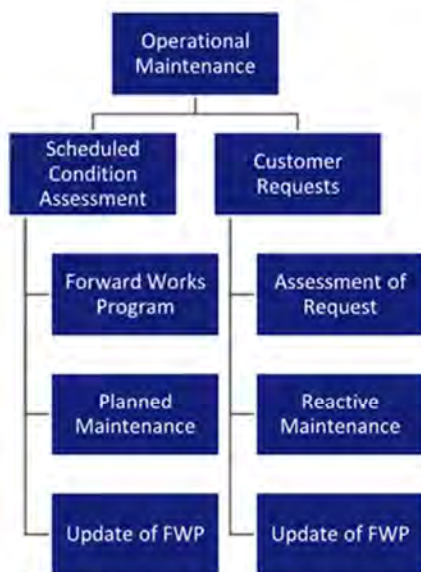 Operational
Maintenance
Scheduled
Condition
Assessment
Customer
Requests
Forward Works
Program
Assessment of
Request
Planned
Maintenance
Reactive
Maintenance
Update of FWP
Update of FWP